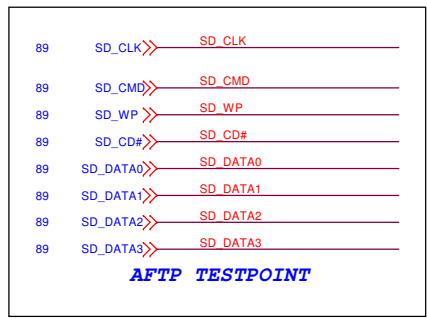 89 SD_CLK SD_CLK
89 SD_CMD SD_CMD
89 SD_WP SD_WP
89 SD_CD# SD_CD#
89 SD_DATA0 SD_DATA0
89 SD_DATA1 SD_DATA1
89 SD_DATA2 SD_DATA2
89 SD_DATA3 SD_DATA3
AFTP TESTPOINT